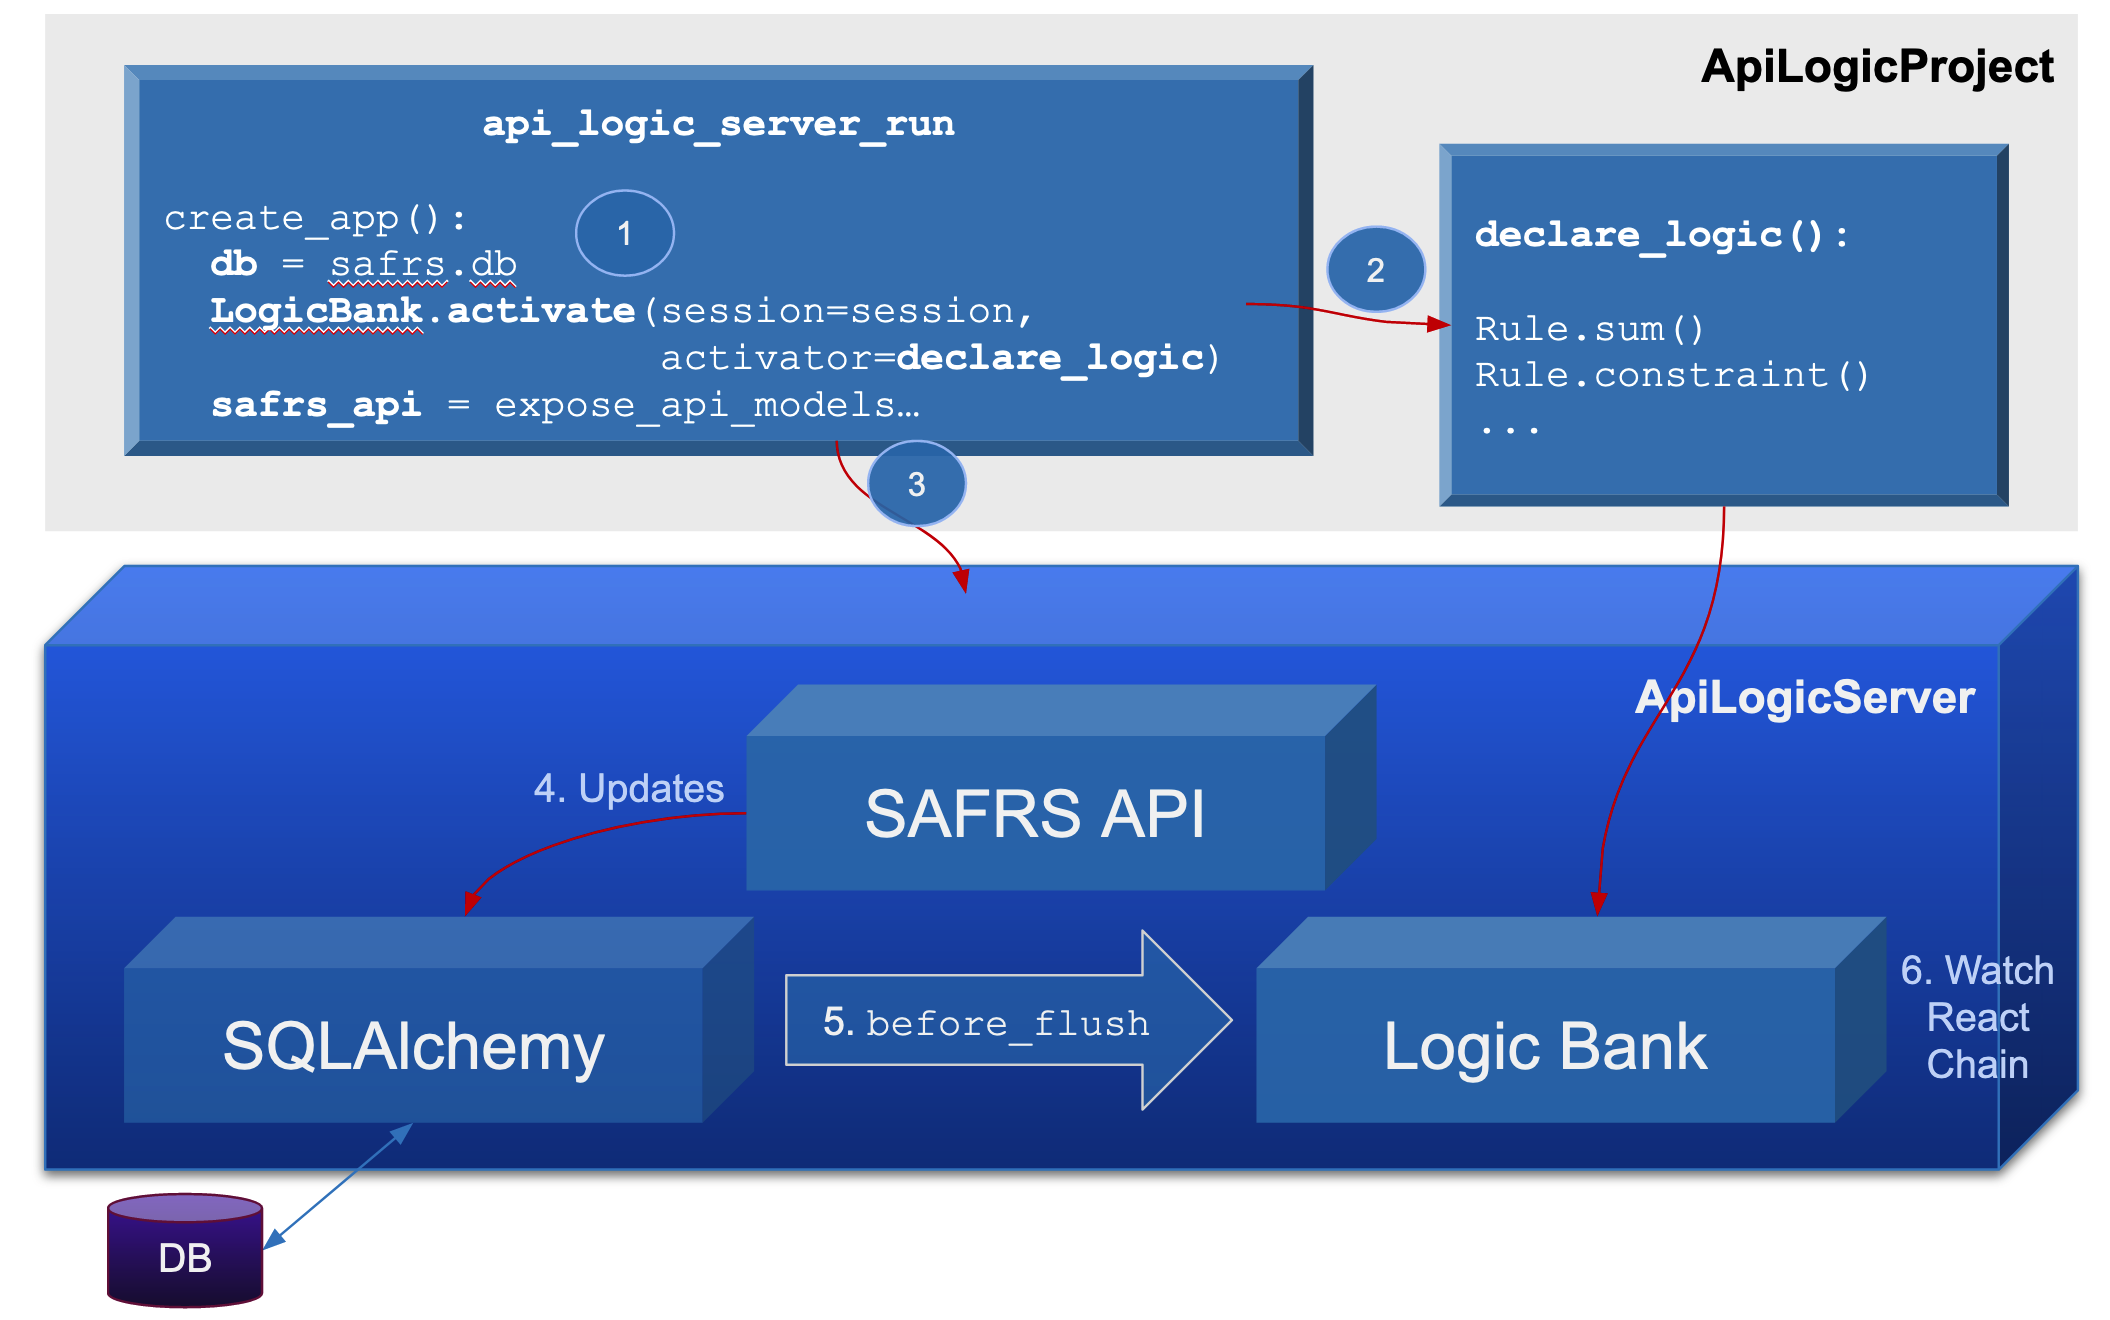 ApiLogicProject
api_logic_server_run
1
create_app():
db = safrs.db
LogicBank.activate(session=session,
activator=declare_logic)
safrs_api = expose_api_models…
2
declare_logic():
Rule.sum()
Rule.constraint()
...
3
ApiLogicServer
SAFRS API
4. Updates
SQLAlchemy
5. before_flush
Logic Bank
6. Watch
React
Chain
DB